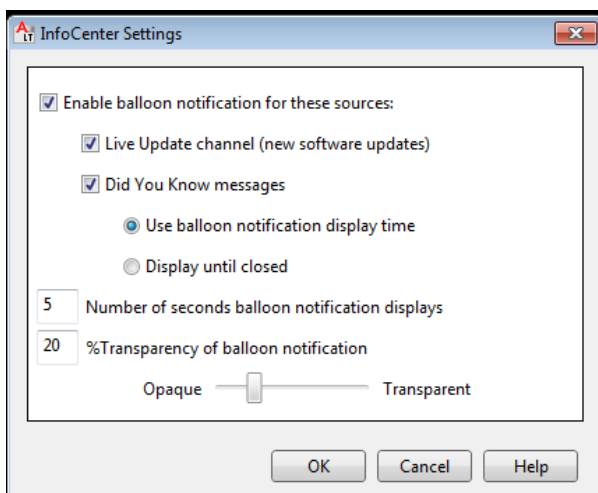 A LT InfoCenter Settings
Enable balloon notification for these sources:
Live Update channel (new software updates)
Did You Know messages
Use balloon notification display time
Display until closed
5 Number of seconds balloon notification displays
20 %Transparency of balloon notification
Opaque Transparent
OK Cancel Help